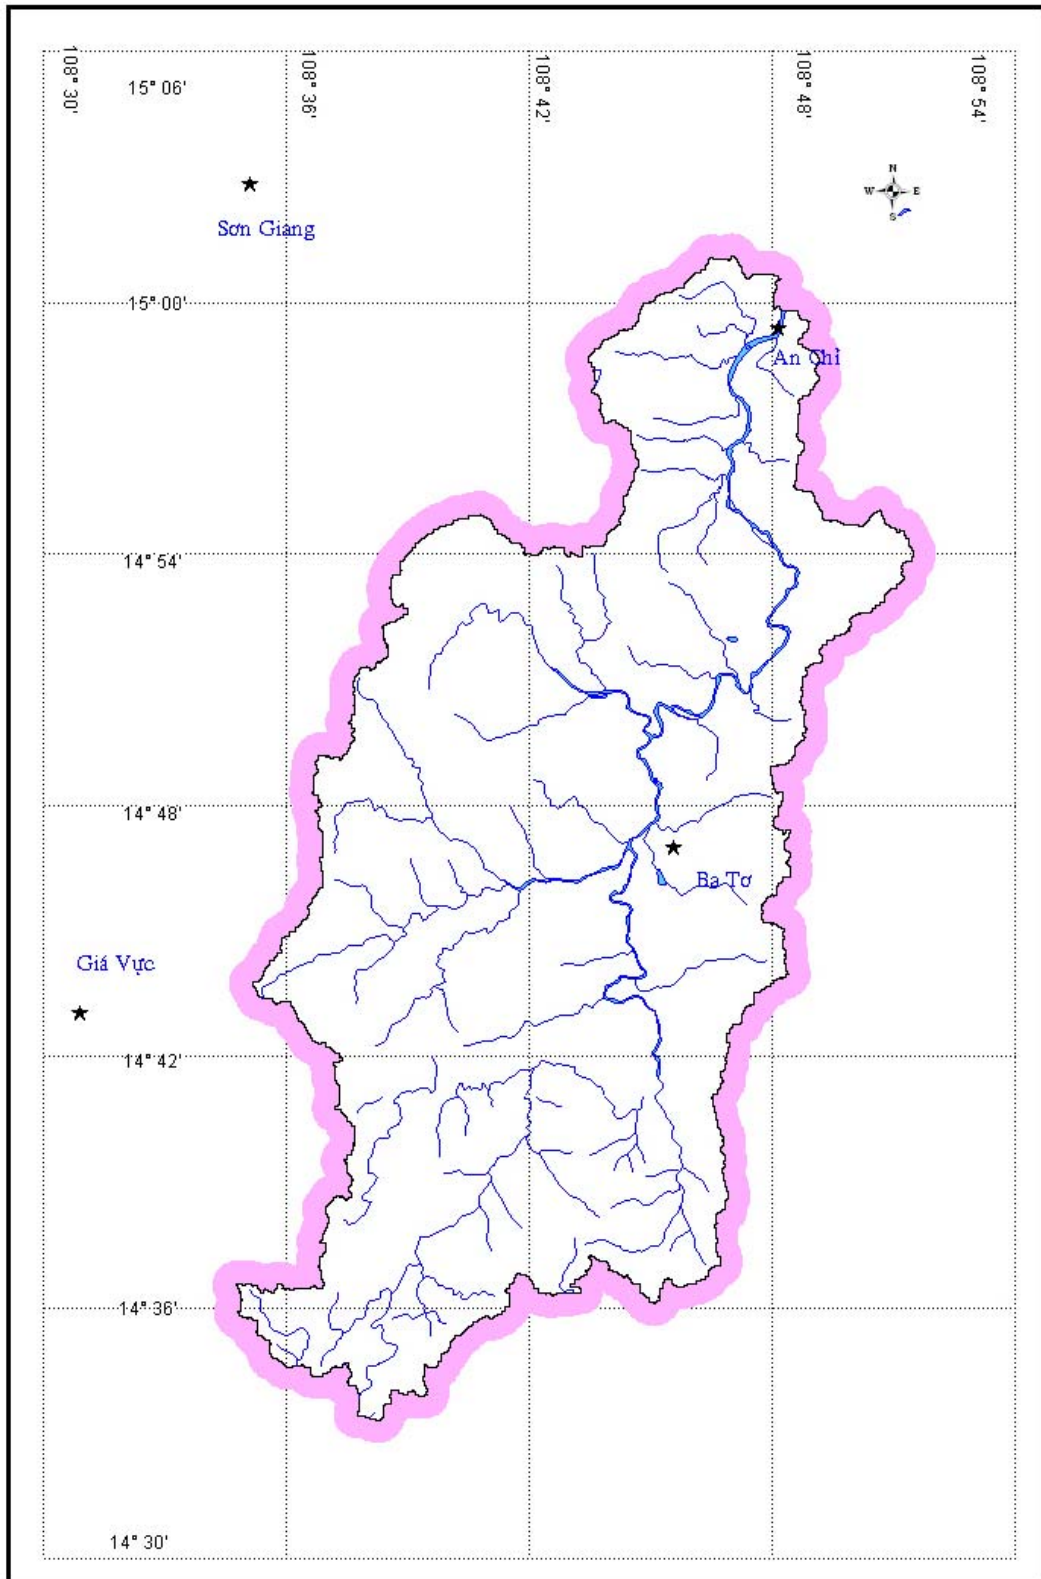 108° 30'
108° 36'
108° 42'
108° 48'
108° 54'
15° 06'
N
W E
S
Sơn Giang
15° 00'
An Chỉ
14° 54'
14° 48'
Ba Tơ
Giá Vực
14° 42'
14° 36'
14° 30'